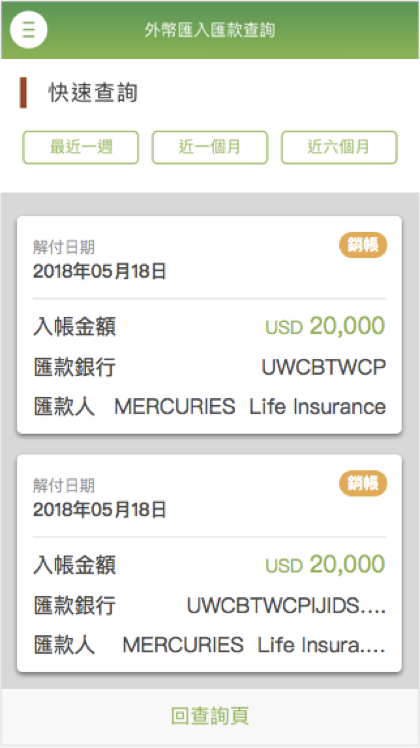 外幣匯入匯款查詢
快速查詢
最近一週 近一個月 近六個月
解付日期 銷帳
2018年05月18日
入帳金額 USD 20,000
匯款銀行 UWCBTWCP
匯款人 MERCURIES Life Insurance
解付日期 銷帳
2018年05月18日
入帳金額 USD 20,000
匯款銀行 UWCBTWCPIJIDS....
匯款人 MERCURIES Life Insura....
回查詢頁